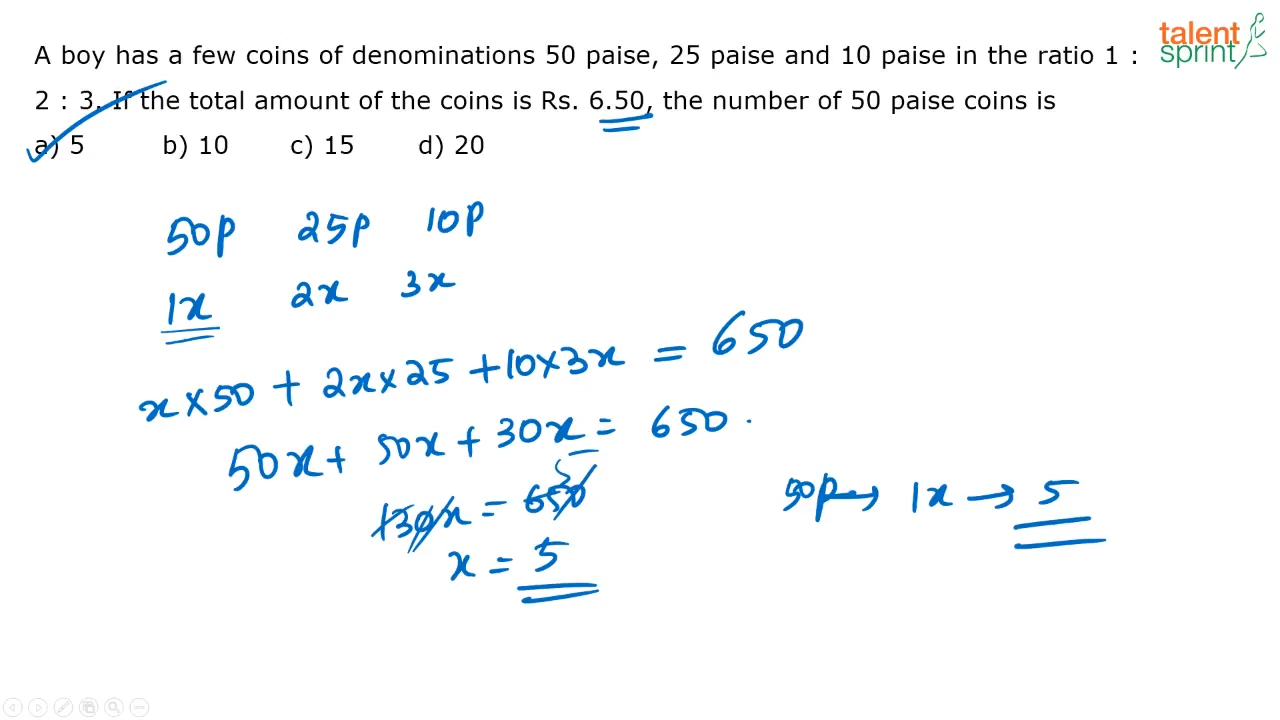 talent
sprint
A boy has a few coins of denominations 50 paise, 25 paise and 10 paise in the ratio 1 :
2 : 3. If the total amount of the coins is Rs. 6.50, the number of 50 paise coins is
a) 5 b) 10 c) 15 d) 20
50p 25p 10p
1x 2x 3x
x×50 + 2x×25 + 10×3x = 650
50x + 50x + 30x = 650
5
130x = 650
x = 5
50p → 1x → 5